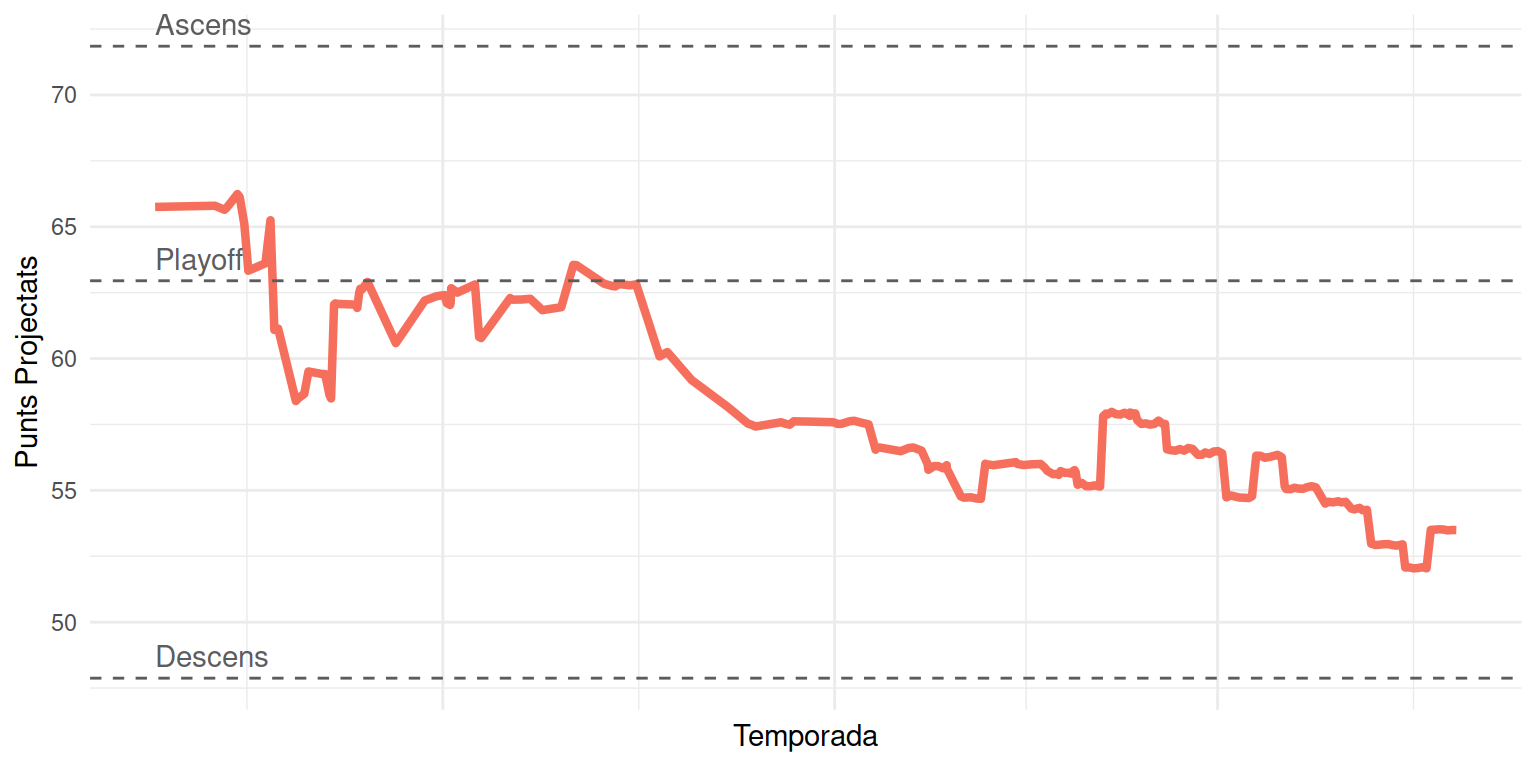 Ascens
70
65
Playoff
60
55
50
Descens
Punts Projectats
Temporada